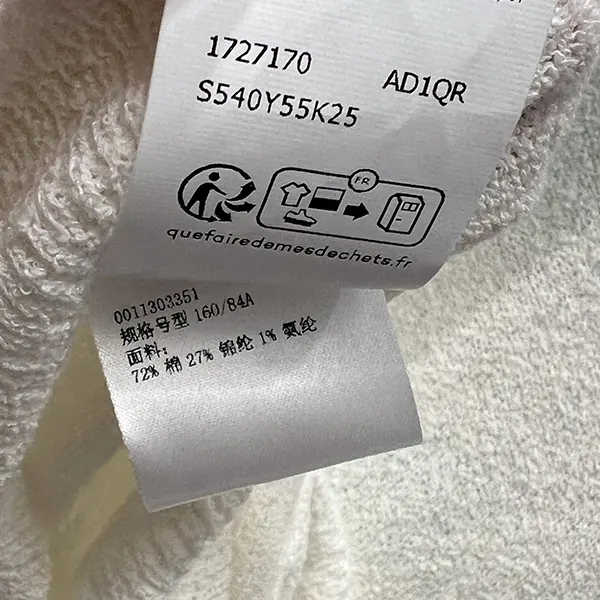 1727170
AD1QR
S540Y55K25
FR
quefairedemesdechets.fr
0011303351
规格号型 160/84A
面料:
72% 棉 27% 锦纶 1% 氨纶